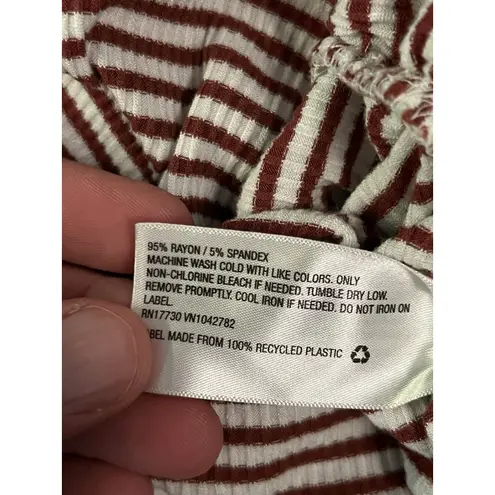 95% RAYON / 5% SPANDEX
MACHINE WASH COLD WITH LIKE COLORS. ONLY
NON-CHLORINE BLEACH IF NEEDED. TUMBLE DRY LOW.
REMOVE PROMPTLY. COOL IRON IF NEEDED. DO NOT IRON ON
LABEL.
RN17730 VN1042782
BEL MADE FROM 100% RECYCLED PLASTIC